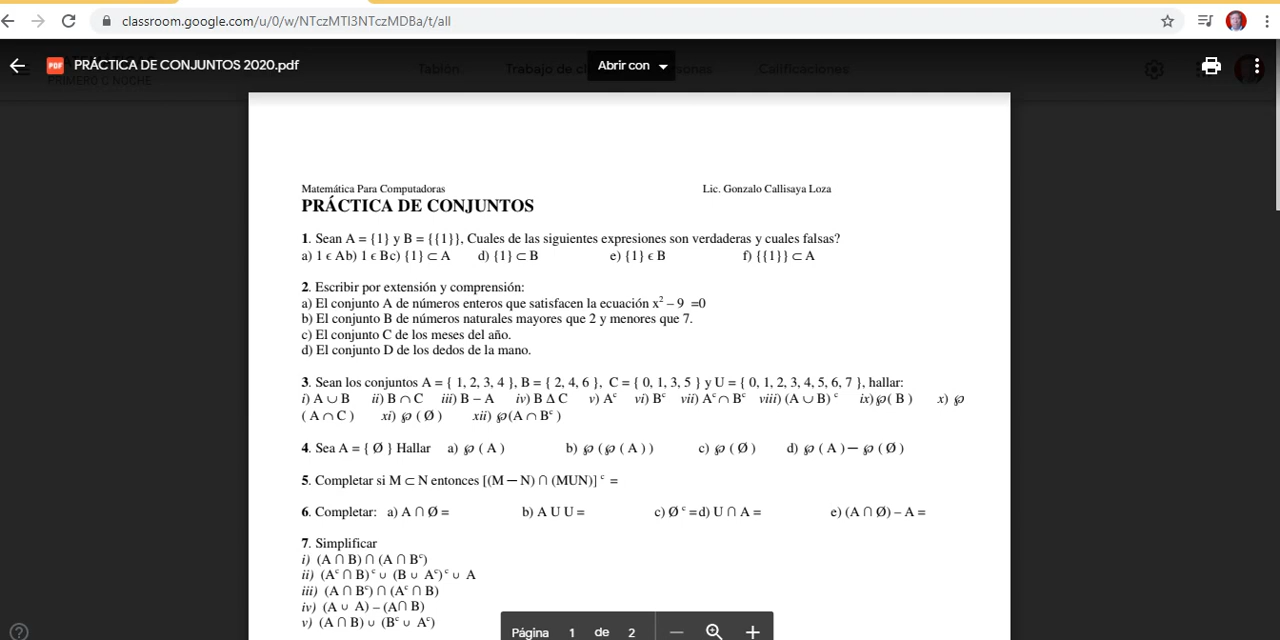 classroom.google.com/u/0/w/NTczMTI3NTczMDBa/t/all
PRÁCTICA DE CONJUNTOS 2020.pdf
Tablón
Abrir con
Calificaciones
Matemática Para Computadoras Lic. Gonzalo Callisaya Loza
PRÁCTICA DE CONJUNTOS
1. Sean A = {1} y B = {{1}}, Cuales de las siguientes expresiones son verdaderas y cuales falsas?
a) 1 ϵ Ab) 1 ϵ Bc) {1} ⊂ A d) {1} ⊂ B e) {1} ϵ B f) {{1}} ⊂ A
2. Escribir por extensión y comprensión:
a) El conjunto A de números enteros que satisfacen la ecuación x² – 9 =0
b) El conjunto B de números naturales mayores que 2 y menores que 7.
c) El conjunto C de los meses del año.
d) El conjunto D de los dedos de la mano.
3. Sean los conjuntos A = { 1, 2, 3, 4 }, B = { 2, 4, 6 }, C = { 0, 1, 3, 5 } y U = { 0, 1, 2, 3, 4, 5, 6, 7 }, hallar:
i) A ∪ B ii) B ∩ C iii) B – A iv) B Δ C v) Aᶜ vi) Bᶜ vii) Aᶜ ∩ Bᶜ viii) (A ∪ B) ᶜ ix)℘( B ) x) ℘
( A ∩ C ) xi) ℘ ( Ø ) xii) ℘(A ∩ Bᶜ )
4. Sea A = { Ø } Hallar a) ℘ ( A ) b) ℘ (℘ ( A ) ) c) ℘ ( Ø ) d) ℘ ( A ) — ℘ ( Ø )
5. Completar si M ⊂ N entonces [(M — N) ∩ (MUN)] ᶜ =
6. Completar: a) A ∩ Ø = b) A U U = c) Ø ᶜ =d) U ∩ A = e) (A ∩ Ø) – A =
7. Simplificar
i) (A ∩ B) ∩ (A ∩ Bᶜ)
ii) (Aᶜ ∩ B) ᶜ ∪ (B ∪ Aᶜ) ᶜ ∪ A
iii) (A ∩ Bᶜ) ∩ (Aᶜ ∩ B)
iv) (A ∪ A) – (A∩ B)
v) (A ∩ B) ∪ (Bᶜ ∪ Aᶜ)
Página 1 de 2